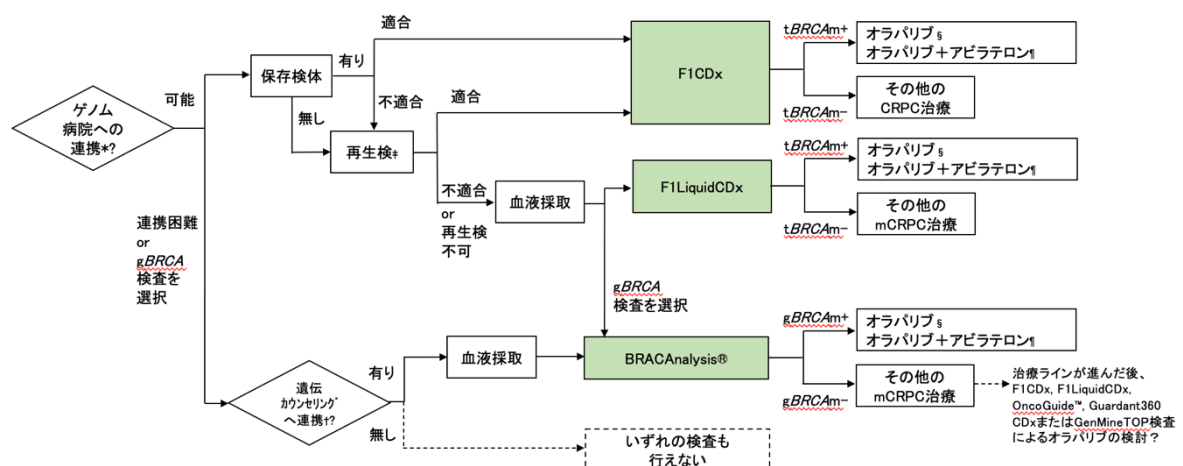 ゲノム
病院への
連携*?
可能
連携困難
or
gBRCA
検査を
選択
保存検体
有り
無し
適合
不適合
再生検‡
適合
不適合
or
再生検
不可
血液採取
gBRCA
検査を選択
F1CDx
tBRCAm+
オラパリブ§
オラパリブ+アビラテロン¶
tBRCAm-
その他の
CRPC治療
F1LiquidCDx
tBRCAm+
オラパリブ§
オラパリブ+アビラテロン¶
tBRCAm-
その他の
mCRPC治療
遺伝
カウンセリング
へ連携†?
有り
無し
血液採取
BRACAnalysis®
gBRCAm+
オラパリブ§
オラパリブ+アビラテロン¶
gBRCAm-
その他の
mCRPC治療
治療ラインが進んだ後、
F1CDx, F1LiquidCDx,
OncoGuide™, Guardant360
CDxまたはGenMineTOP検査
によるオラパリブの検討?
いずれの検査も
行えない